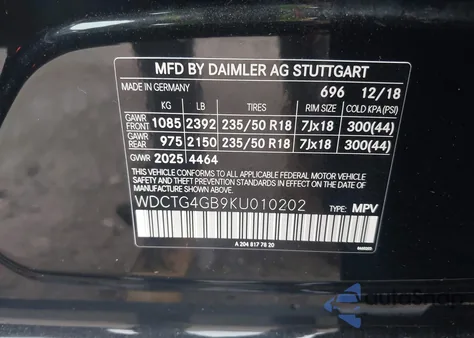 MFD BY DAIMLER AG STUTTGART
MADE IN GERMANY 696 12/18
KG LB TIRES RIM SIZE COLD KPA (PSI)
GAWR FRONT 1085 2392 235/50 R18 7Jx18 300(44)
GAWR REAR 975 2150 235/50 R18 7Jx18 300(44)
GVWR 2025 4464
THIS VEHICLE CONFORMS TO ALL APPLICABLE FEDERAL MOTOR VEHICLE
SAFETY, BUMPER, AND THEFT PREVENTION STANDARDS IN EFFECT ON THE
DATE OF MANUFACTURE SHOWN ABOVE.
WDCTG4GB9KU010202 TYPE: MPV
A 204 817 78 20